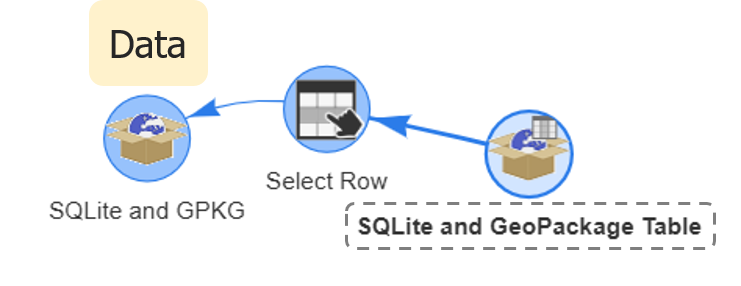 Data
SQLite and GPKG
Select Row
SQLite and GeoPackage Table